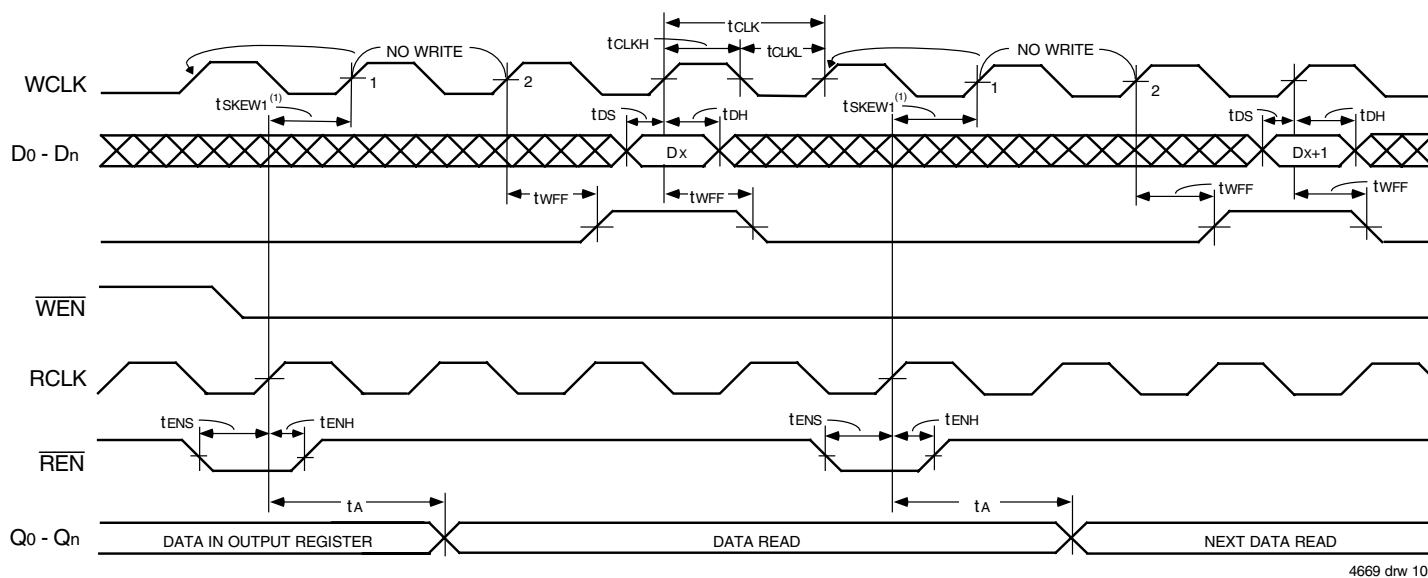 tCLK
tCLKH
tCLKL
NO WRITE
NO WRITE
WCLK
1
2
1
2
tSKEW1(1)
tSKEW1(1)
tDS
tDH
tDS
tDH
D0 - Dn
DX
DX+1
tWFF
tWFF
tWFF
tWFF
WEN
RCLK
tENS
tENH
tENS
tENH
REN
tA
tA
Q0 - Qn
DATA IN OUTPUT REGISTER
DATA READ
NEXT DATA READ
4669 drw 10